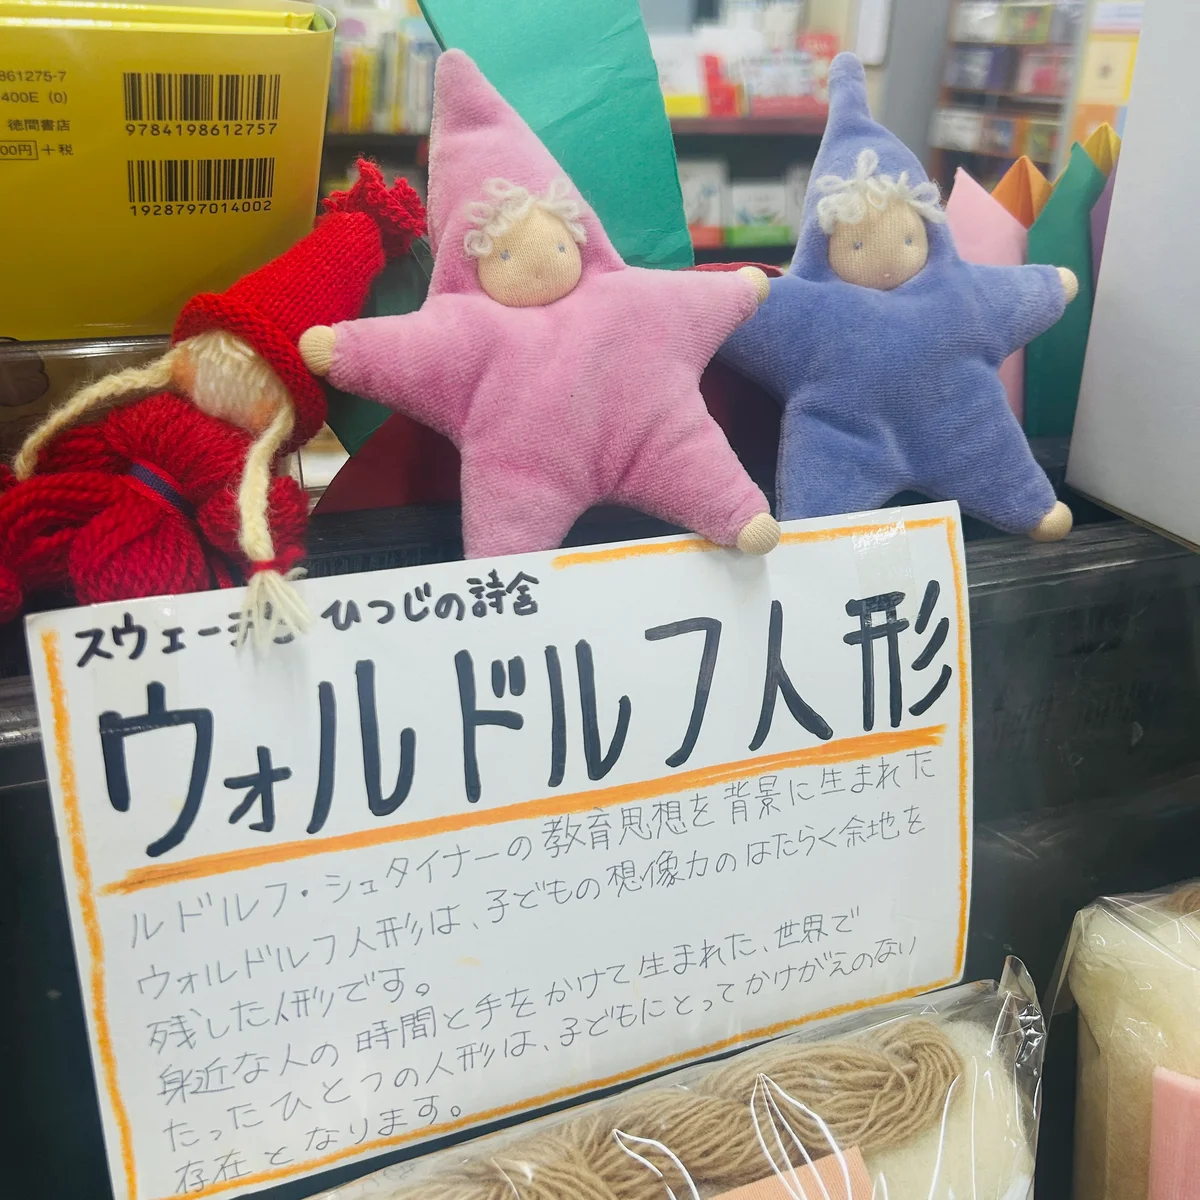 861275-7
400E (0)
徳間書店
00円+税
9784198612757
1928797014002
スウェーデン ひつじの詩舎
ウォルドルフ人形
ルドルフ・シュタイナーの教育思想を背景に生まれた
ウォルドルフ人形は、子どもの想像力のはたらく余地を
残した人形です。
身近な人の時間と手をかけて生まれた、世界で
たったひとつの人形は、子どもにとってかけがえのない
存在となります。